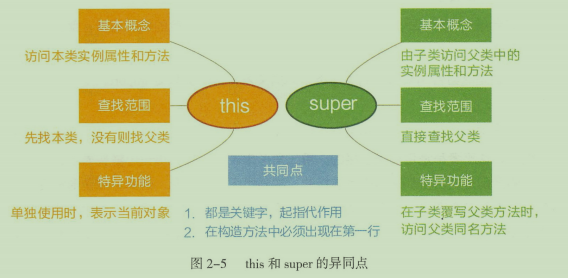 基本概念
访问本类实例属性和方法
查找范围
先找本类，没有则找父类
特异功能
单独使用时，表示当前对象
this
super
基本概念
由子类访问父类中的
实例属性和方法
查找范围
直接查找父类
特异功能
在子类覆写父类方法时，
访问父类同名方法
共同点
1. 都是关键字，起指代作用
2. 在构造方法中必须出现在第一行
图 2-5 this 和 super 的异同点